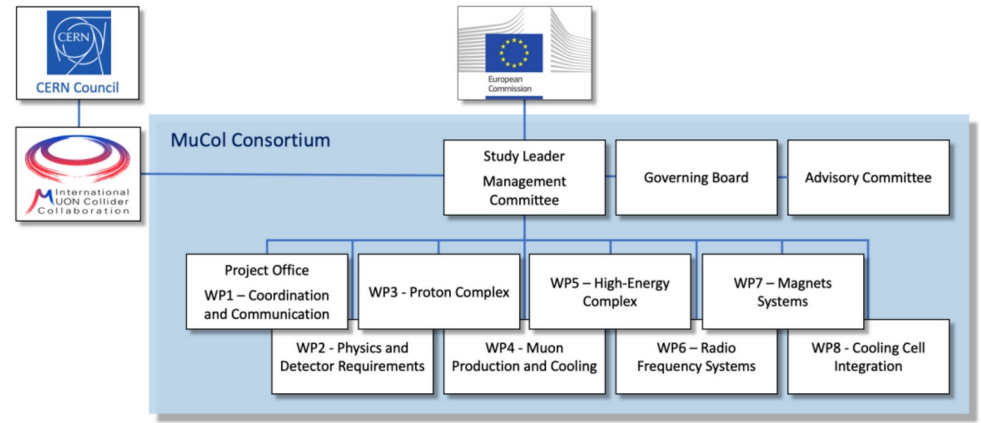 CERN
CERN Council
European
Commission
International
MUON Collider
Collaboration
MuCol Consortium
Study Leader
Management
Committee
Governing Board
Advisory Committee
Project Office
WP1 – Coordination
and Communication
WP3 - Proton Complex
WP5 – High-Energy
Complex
WP7 – Magnets
Systems
WP2 - Physics and
Detector Requirements
WP4 - Muon
Production and Cooling
WP6 – Radio
Frequency Systems
WP8 - Cooling Cell
Integration